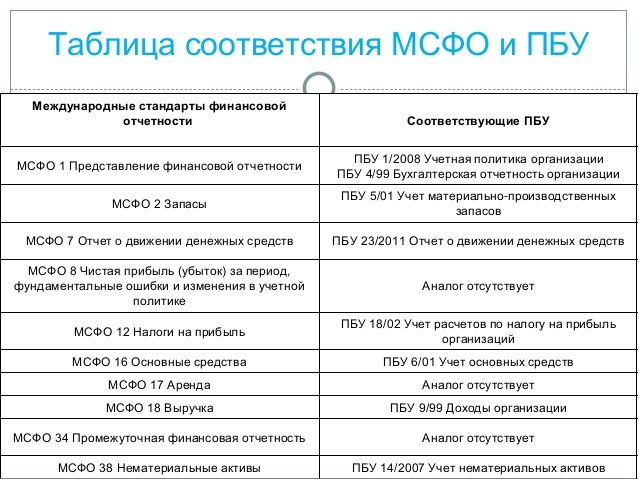 Таблица соответствия МСФО и ПБУ
Международные стандарты финансовой
отчетности
Соответствующие ПБУ
МСФО 1 Представление финансовой отчетности
ПБУ 1/2008 Учетная политика организации
ПБУ 4/99 Бухгалтерская отчетность организации
МСФО 2 Запасы
ПБУ 5/01 Учет материально-производственных
запасов
МСФО 7 Отчет о движении денежных средств
ПБУ 23/2011 Отчет о движении денежных средств
МСФО 8 Чистая прибыль (убыток) за период,
фундаментальные ошибки и изменения в учетной
политике
Аналог отсутствует
МСФО 12 Налоги на прибыль
ПБУ 18/02 Учет расчетов по налогу на прибыль
организаций
МСФО 16 Основные средства
ПБУ 6/01 Учет основных средств
МСФО 17 Аренда
Аналог отсутствует
МСФО 18 Выручка
ПБУ 9/99 Доходы организации
МСФО 34 Промежуточная финансовая отчетность
Аналог отсутствует
МСФО 38 Нематериальные активы
ПБУ 14/2007 Учет нематериальных активов